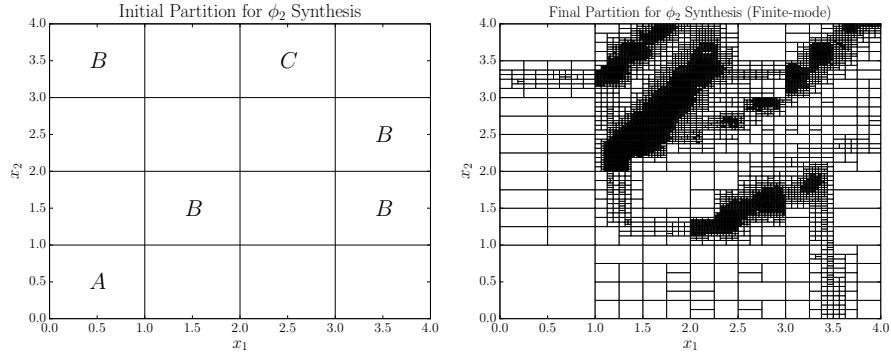 Initial Partition for ϕ₂ Synthesis
4.0
3.5
3.0
2.5
2.0
1.5
1.0
0.5
0.0
x₂
B
C
B
B
B
A
0.0 0.5 1.0 1.5 2.0 2.5 3.0 3.5 4.0
x₁
Final Partition for ϕ₂ Synthesis (Finite-mode)
4.0
3.5
3.0
2.5
2.0
1.5
1.0
0.5
0.0
x₂
0.0 0.5 1.0 1.5 2.0 2.5 3.0 3.5 4.0
x₁